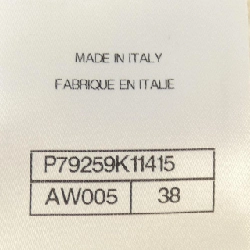 MADE IN ITALY
FABRIQUE EN ITALIE
P79259K11415
AW005 38